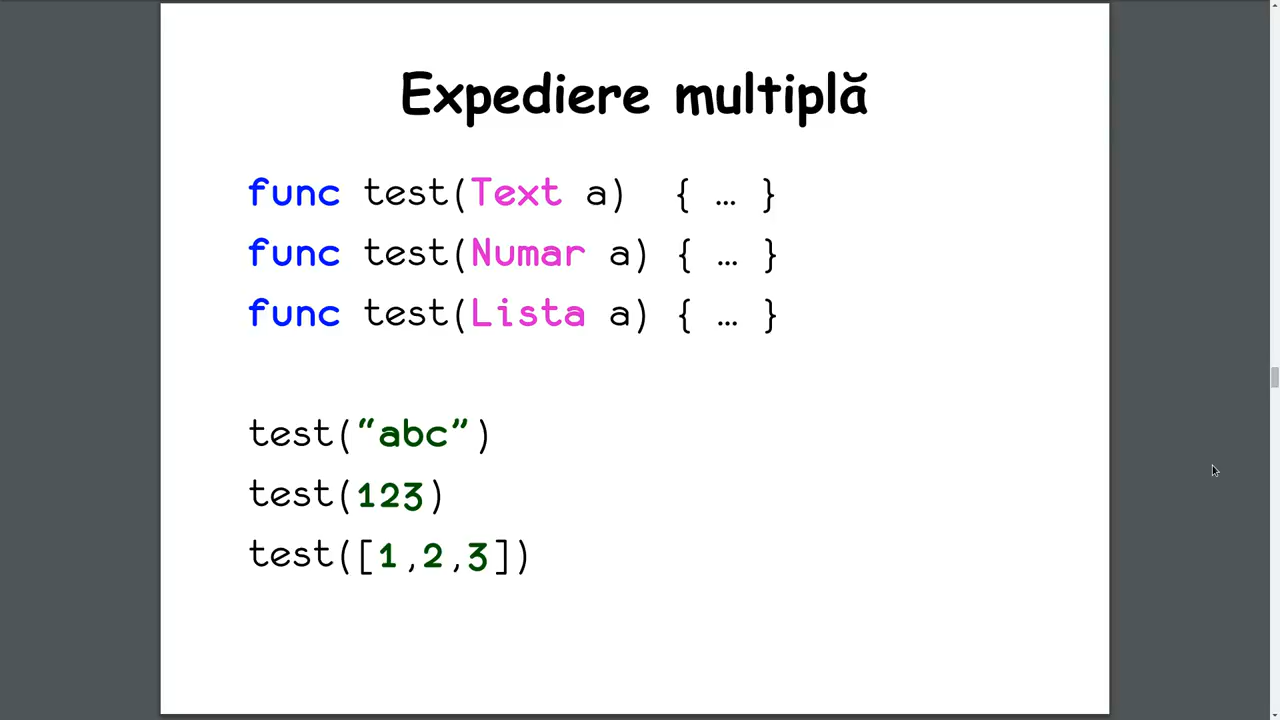 Expediere multiplă
func test(Text a) { … }
func test(Numar a) { … }
func test(Lista a) { … }
test(“abc”)
test(123)
test([1,2,3])